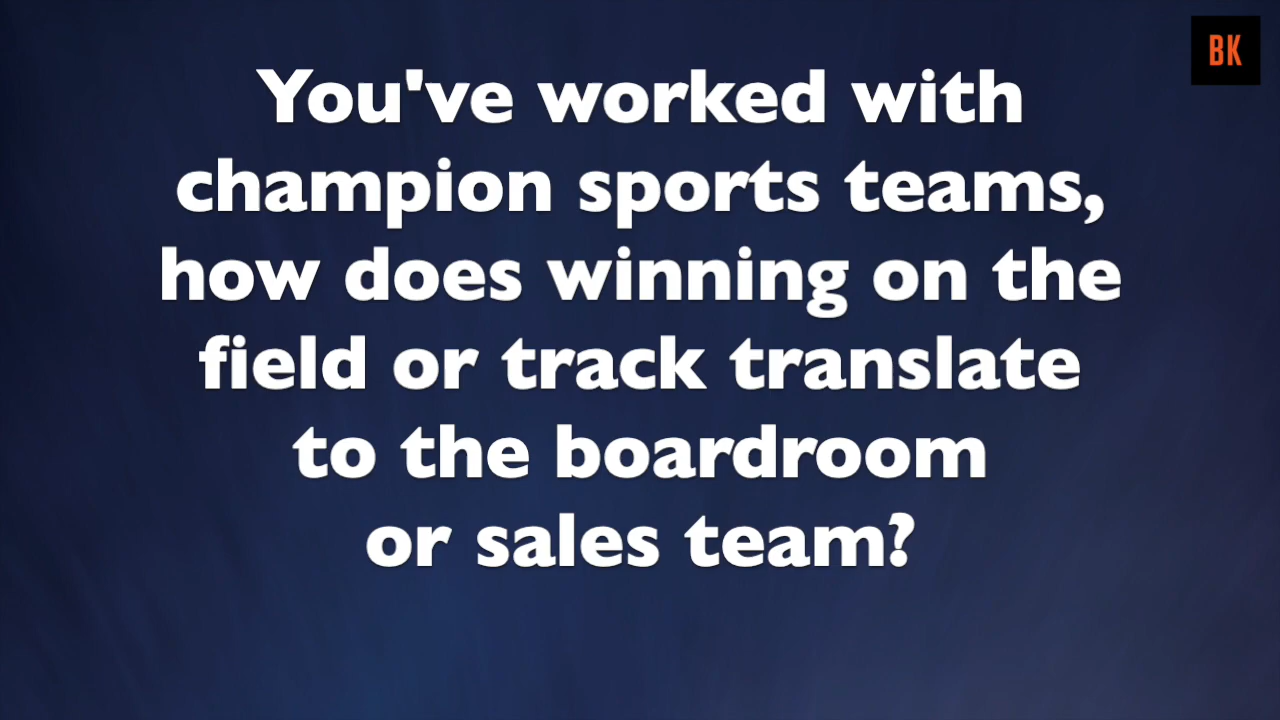 BK
You've worked with
champion sports teams,
how does winning on the
field or track translate
to the boardroom
or sales team?